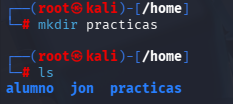 ┌──(root㉿kali)-[/home]
└─# mkdir practicas
┌──(root㉿kali)-[/home]
└─# ls
alumno jon practicas